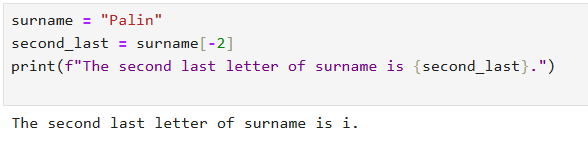 surname = "Palin"
second_last = surname[-2]
print(f"The second last letter of surname is {second_last}.")
The second last letter of surname is i.